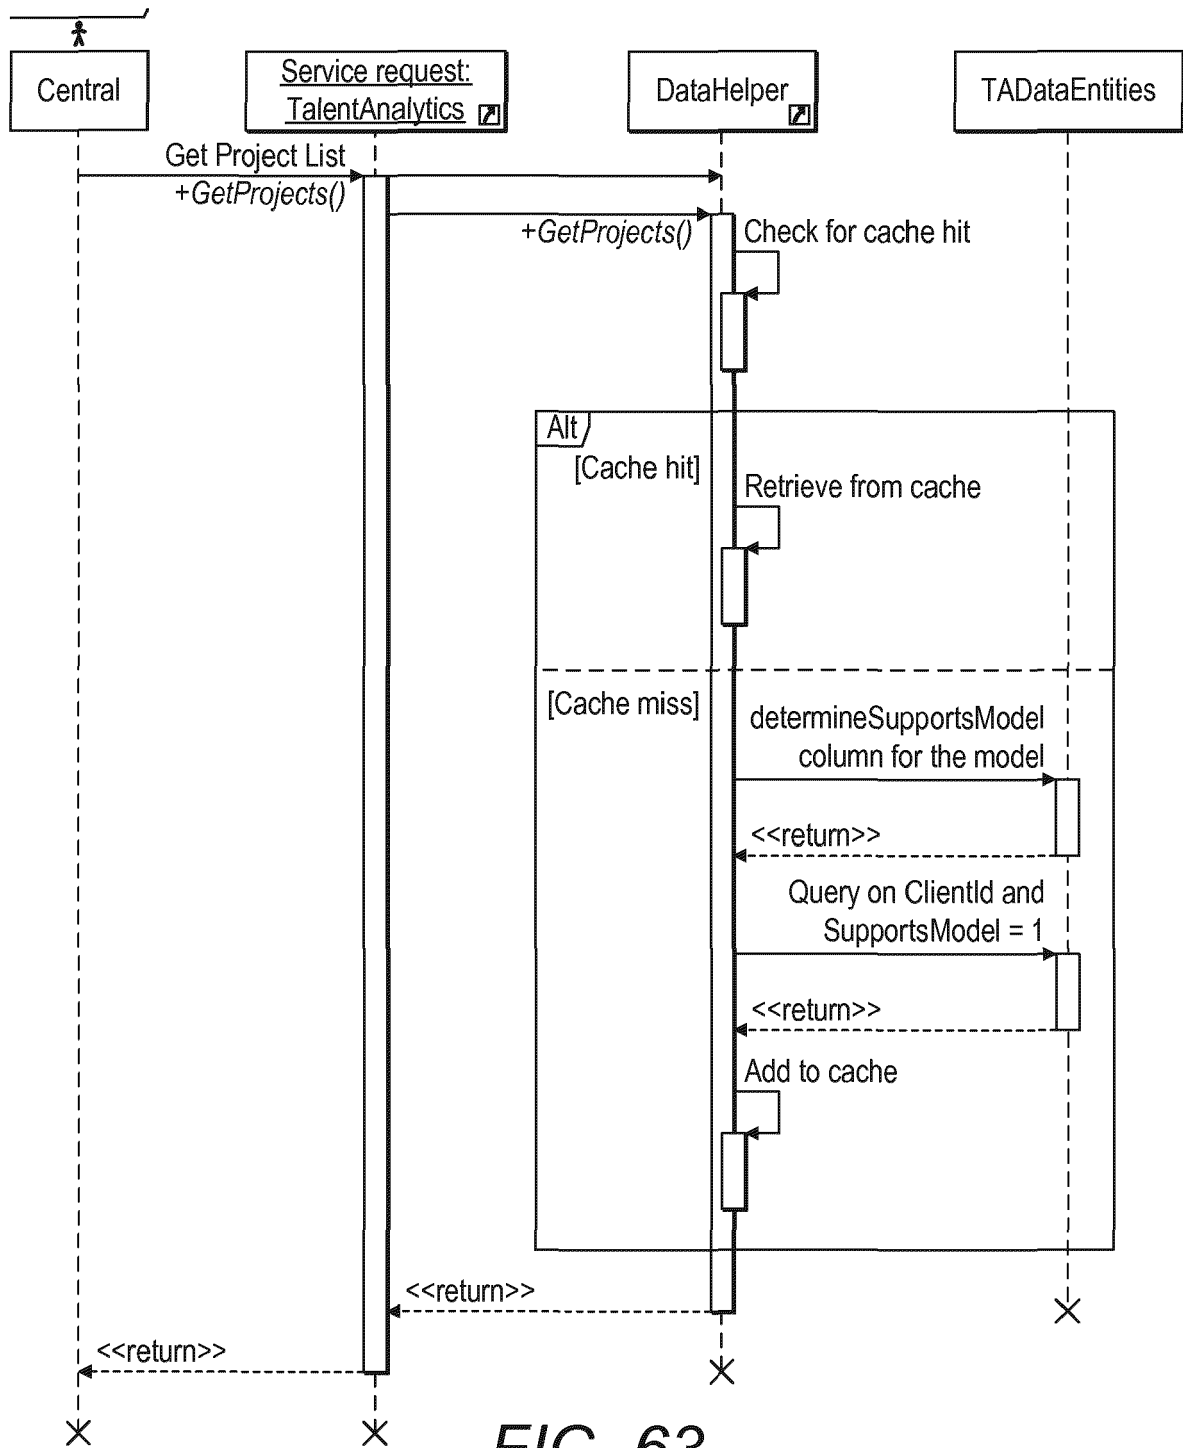 Central
Service request:
TalentAnalytics
DataHelper
TADataEntities
Get Project List
+GetProjects()
+GetProjects()
Check for cache hit
Alt
[Cache hit]
Retrieve from cache
[Cache miss]
determineSupportsModel
column for the model
<<return>>
Query on ClientId and
SupportsModel = 1
<<return>>
Add to cache
<<return>>
<<return>>
FIG. 63